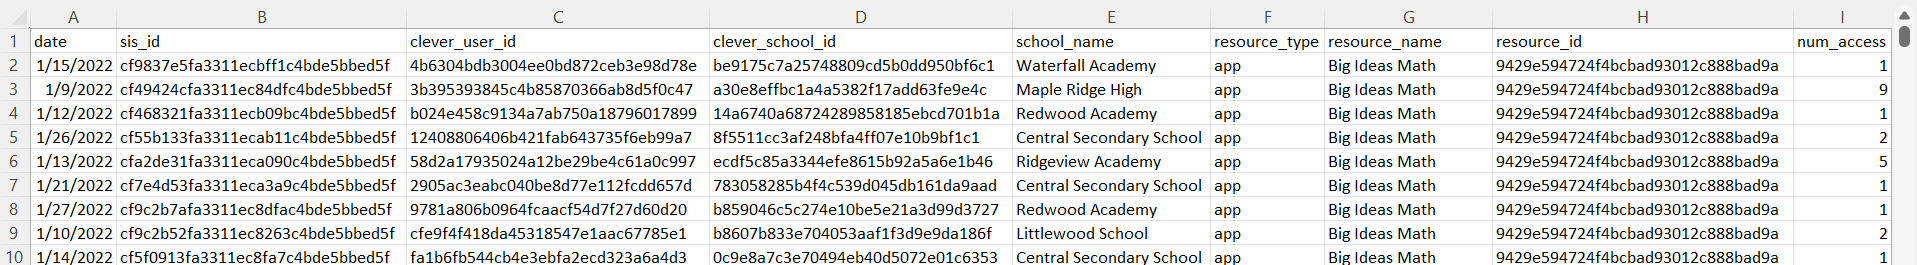 A B C D E F G H I
1 date sis_id clever_user_id clever_school_id school_name resource_type resource_name resource_id num_access
2 1/15/2022 cf9837e5fa3311ecbff1c4bde5bbed5f 4b6304bdb3004ee0bd872ceb3e98d78e be9175c7a25748809cd5b0dd950bf6c1 Waterfall Academy app Big Ideas Math 9429e594724f4bcbad93012c888bad9a 1
3 1/9/2022 cf49424cfa3311ec84dfc4bde5bbed5f 3b395393845c4b85870366ab8d5f0c47 a30e8effbc1a4a5382f17add63fe9e4c Maple Ridge High app Big Ideas Math 9429e594724f4bcbad93012c888bad9a 9
4 1/12/2022 cf468321fa3311ecb09bc4bde5bbed5f b024e458c9134a7ab750a18796017899 14a6740a68724289858185ebcd701b1a Redwood Academy app Big Ideas Math 9429e594724f4bcbad93012c888bad9a 1
5 1/26/2022 cf55b133fa3311ecab11c4bde5bbed5f 12408806406b421fab643735f6eb99a7 8f5511cc3af248bfa4ff07e10b9bf1c1 Central Secondary School app Big Ideas Math 9429e594724f4bcbad93012c888bad9a 2
6 1/13/2022 cfa2de31fa3311eca090c4bde5bbed5f 58d2a17935024a12be29be4c61a0c997 ecdf5c85a3344efe8615b92a5a6e1b46 Ridgeview Academy app Big Ideas Math 9429e594724f4bcbad93012c888bad9a 5
7 1/21/2022 cf7e4d53fa3311eca3a9c4bde5bbed5f 2905ac3eabc040be8d77e112fcdd657d 783058285b4f4c539d045db161da9aad Central Secondary School app Big Ideas Math 9429e594724f4bcbad93012c888bad9a 1
8 1/27/2022 cf9c2b7afa3311ec8dfac4bde5bbed5f 9781a806b0964fcaacf54d7f27d60d20 b859046c5c274e10be5e21a3d99d3727 Redwood Academy app Big Ideas Math 9429e594724f4bcbad93012c888bad9a 1
9 1/10/2022 cf9c2b52fa3311ec8263c4bde5bbed5f cfe9f4f418da45318547e1aac67785e1 b8607b833e704053aaf1f3d9e9da186f Littlewood School app Big Ideas Math 9429e594724f4bcbad93012c888bad9a 2
10 1/14/2022 cf5f0913fa3311ec8fa7c4bde5bbed5f fa1b6fb544cb4e3ebfa2ecd323a6a4d3 0c9e8a7c3e70494eb40d5072e01c6353 Central Secondary School app Big Ideas Math 9429e594724f4bcbad93012c888bad9a 1